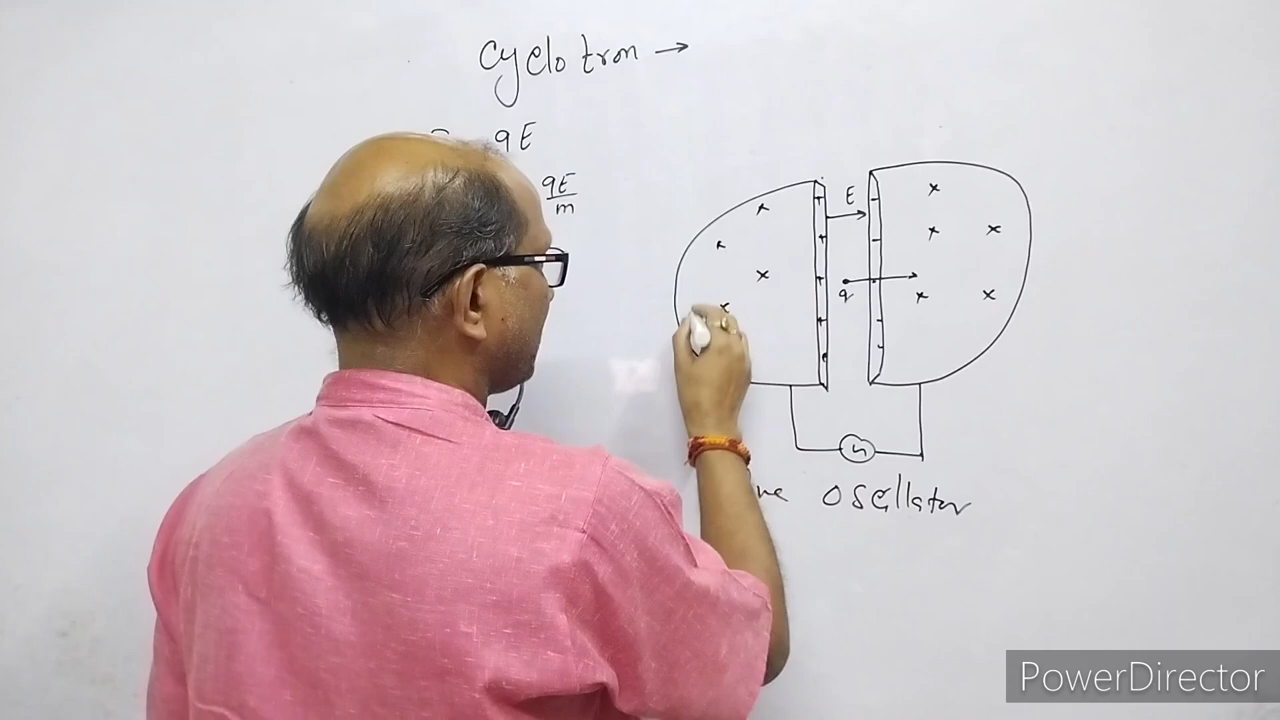 Cyclotron →
qE
qE
m
E
q
Oscillator
PowerDirector